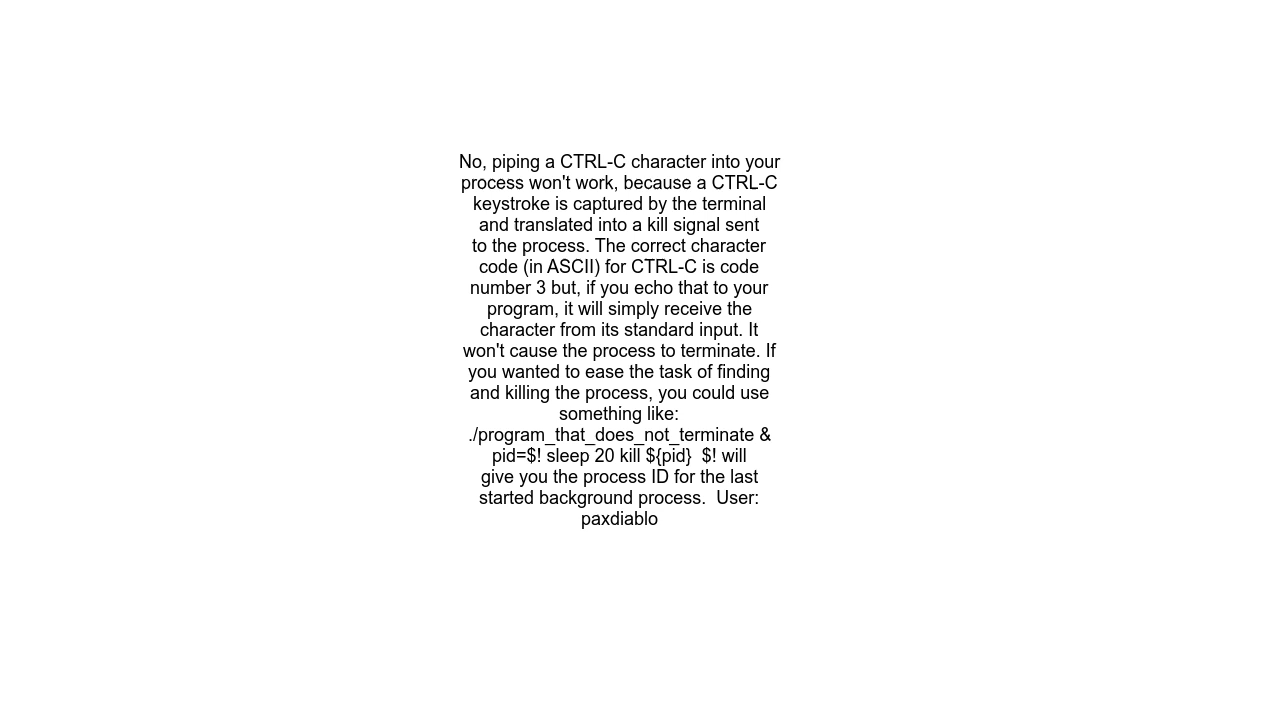 No, piping a CTRL-C character into your
process won't work, because a CTRL-C
keystroke is captured by the terminal
and translated into a kill signal sent
to the process. The correct character
code (in ASCII) for CTRL-C is code
number 3 but, if you echo that to your
program, it will simply receive the
character from its standard input. It
won't cause the process to terminate. If
you wanted to ease the task of finding
and killing the process, you could use
something like:
./program_that_does_not_terminate &
pid=$! sleep 20 kill ${pid}  $! will
give you the process ID for the last
started background process.  User:
paxdiablo